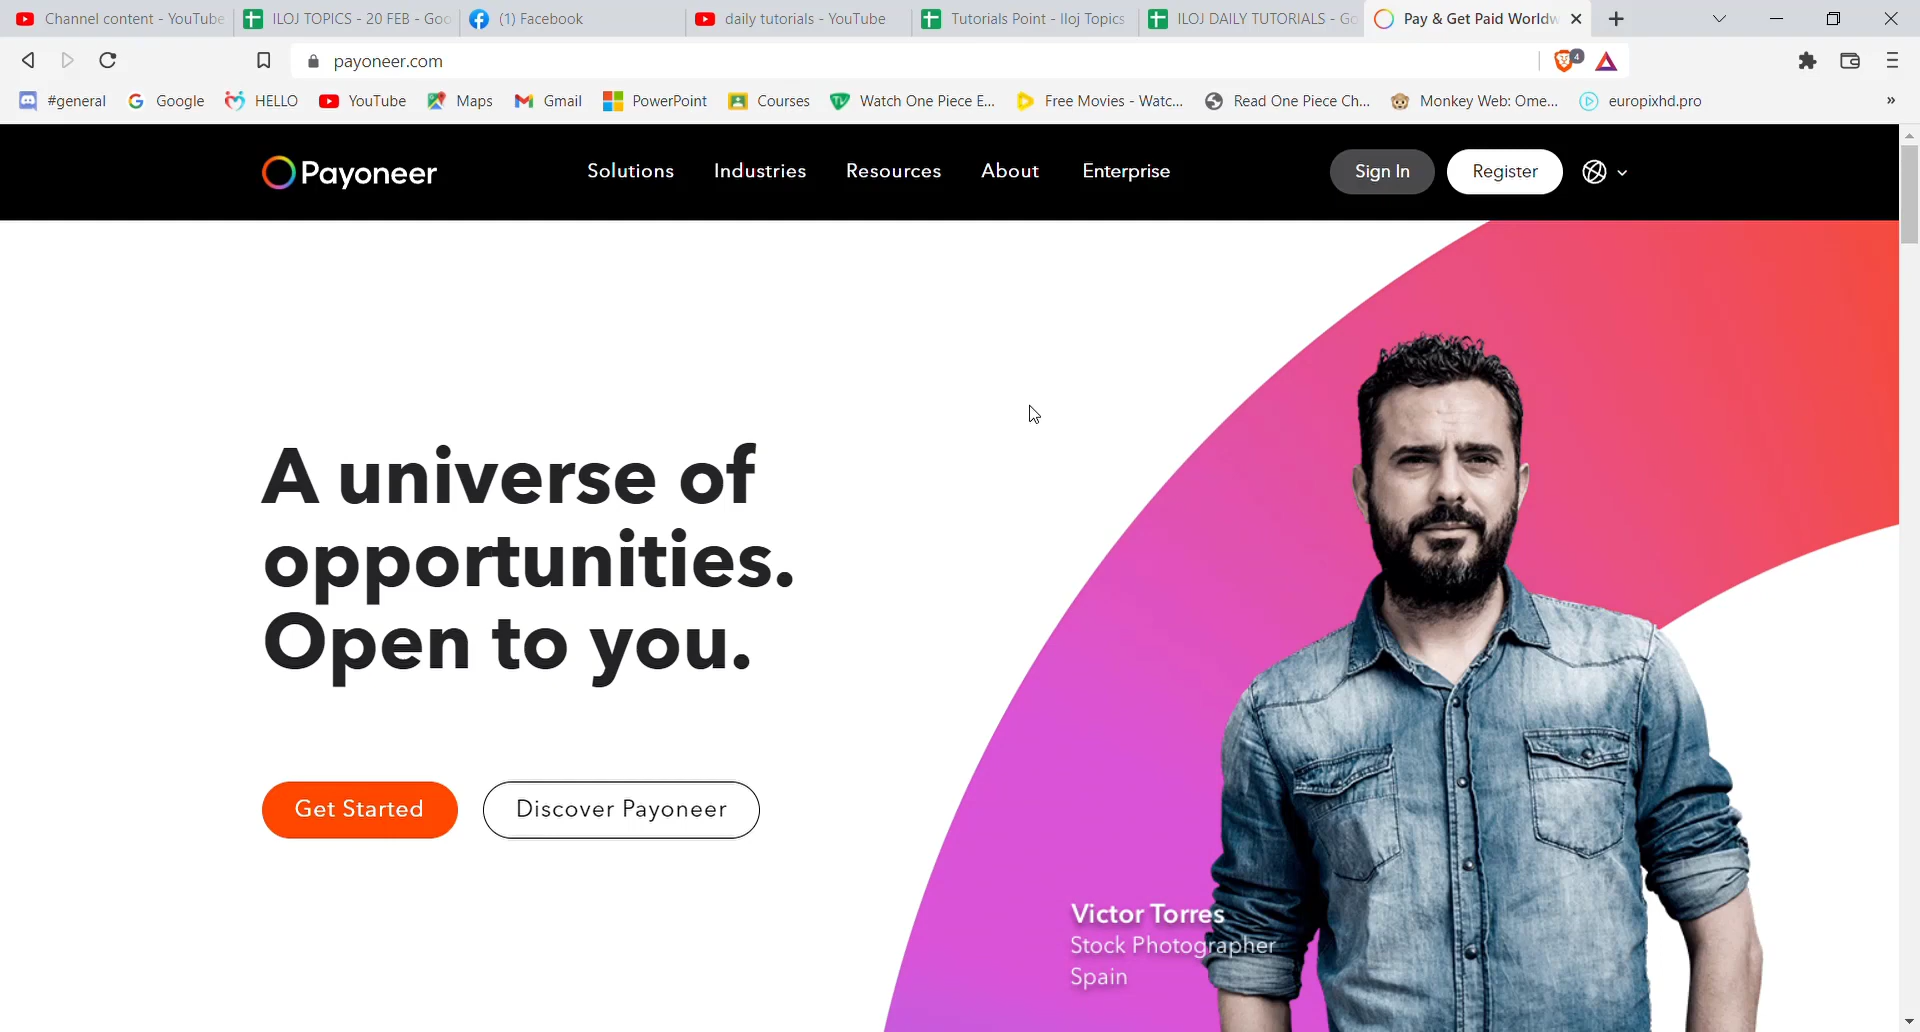 Channel content - YouTube
ILOJ TOPICS - 20 FEB - Goo
(1) Facebook
daily tutorials - YouTube
Tutorials Point - Iloj Topics
ILOJ DAILY TUTORIALS - Go
Pay & Get Paid Worldw
payoneer.com
4
#general
Google
HELLO
YouTube
Maps
Gmail
PowerPoint
Courses
Watch One Piece E...
Free Movies - Watc...
Read One Piece Ch...
Monkey Web: Ome...
europixhd.pro
»
Payoneer
Solutions
Industries
Resources
About
Enterprise
Sign In
Register
A universe of
opportunities.
Open to you.
Get Started
Discover Payoneer
Victor Torres
Stock Photographer
Spain